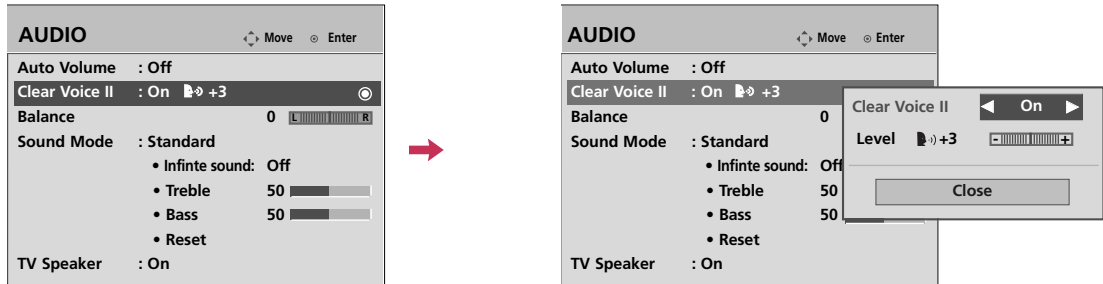 AUDIO Move Enter
Auto Volume : Off
Clear Voice II : On +3
Balance 0 L R
Sound Mode : Standard
• Infinte sound: Off
• Treble 50
• Bass 50
• Reset
TV Speaker : On
AUDIO Move Enter
Auto Volume : Off
Clear Voice II : On +3
Balance 0
Sound Mode : Standard
• Infinte sound: Off
• Treble 50
• Bass 50
• Reset
TV Speaker : On
Clear Voice II ◀ On ▶
Level +3 - +
Close